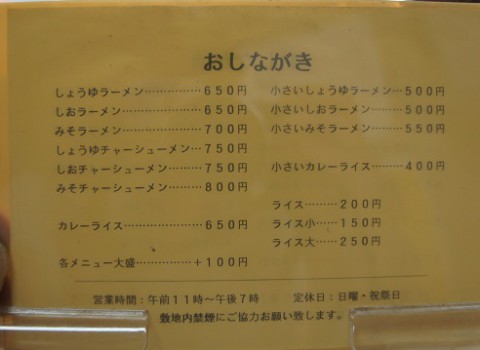 おしながき
しょうゆラーメン……………６５０円
しおラーメン…………………６５０円
みそラーメン…………………７００円
しょうゆチャーシューメン…７５０円
しおチャーシューメン………７５０円
みそチャーシューメン………８００円
カレーライス…………………６５０円
各メニュー大盛……………＋１００円
小さいしょうゆラーメン…５００円
小さいしおラーメン………５００円
小さいみそラーメン………５５０円
小さいカレーライス………４００円
ライス…………２００円
ライス小………１５０円
ライス大………２５０円
営業時間：午前１１時～午後７時　　定休日：日曜・祝祭日
敷地内禁煙にご協力お願い致します。